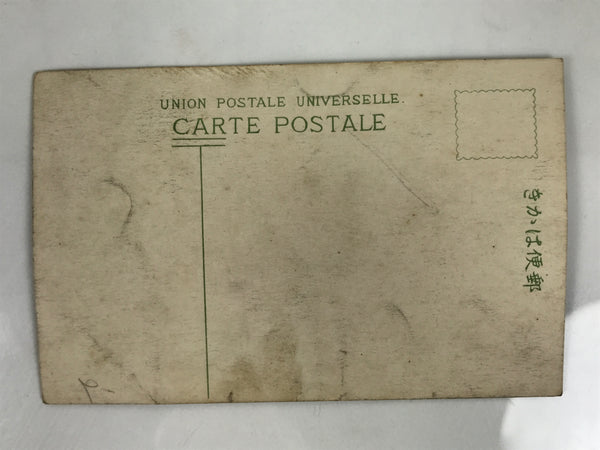 UNION POSTALE UNIVERSELLE.
CARTE POSTALE
きかは便郵